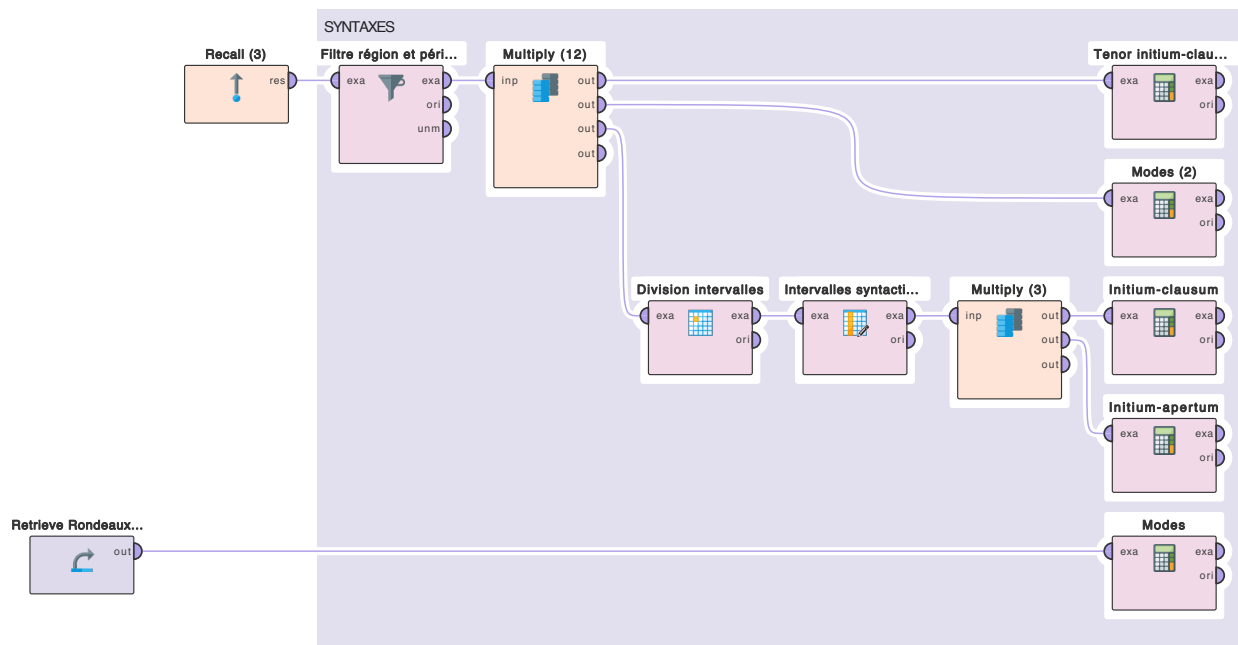 SYNTAXES
Recall (3)
Filtre région et péri...
Multiply (12)
Tenor initium-clau...
res
exa
exa
inp
out
exa
exa
ori
out
ori
unm
out
out
Modes (2)
exa
exa
ori
Division intervalles
Intervalles syntacti...
Multiply (3)
Initium-clausum
exa
exa
exa
exa
inp
out
exa
exa
ori
ori
out
ori
out
Initium-apertum
exa
exa
ori
Retrieve Rondeaux...
Modes
out
exa
exa
ori